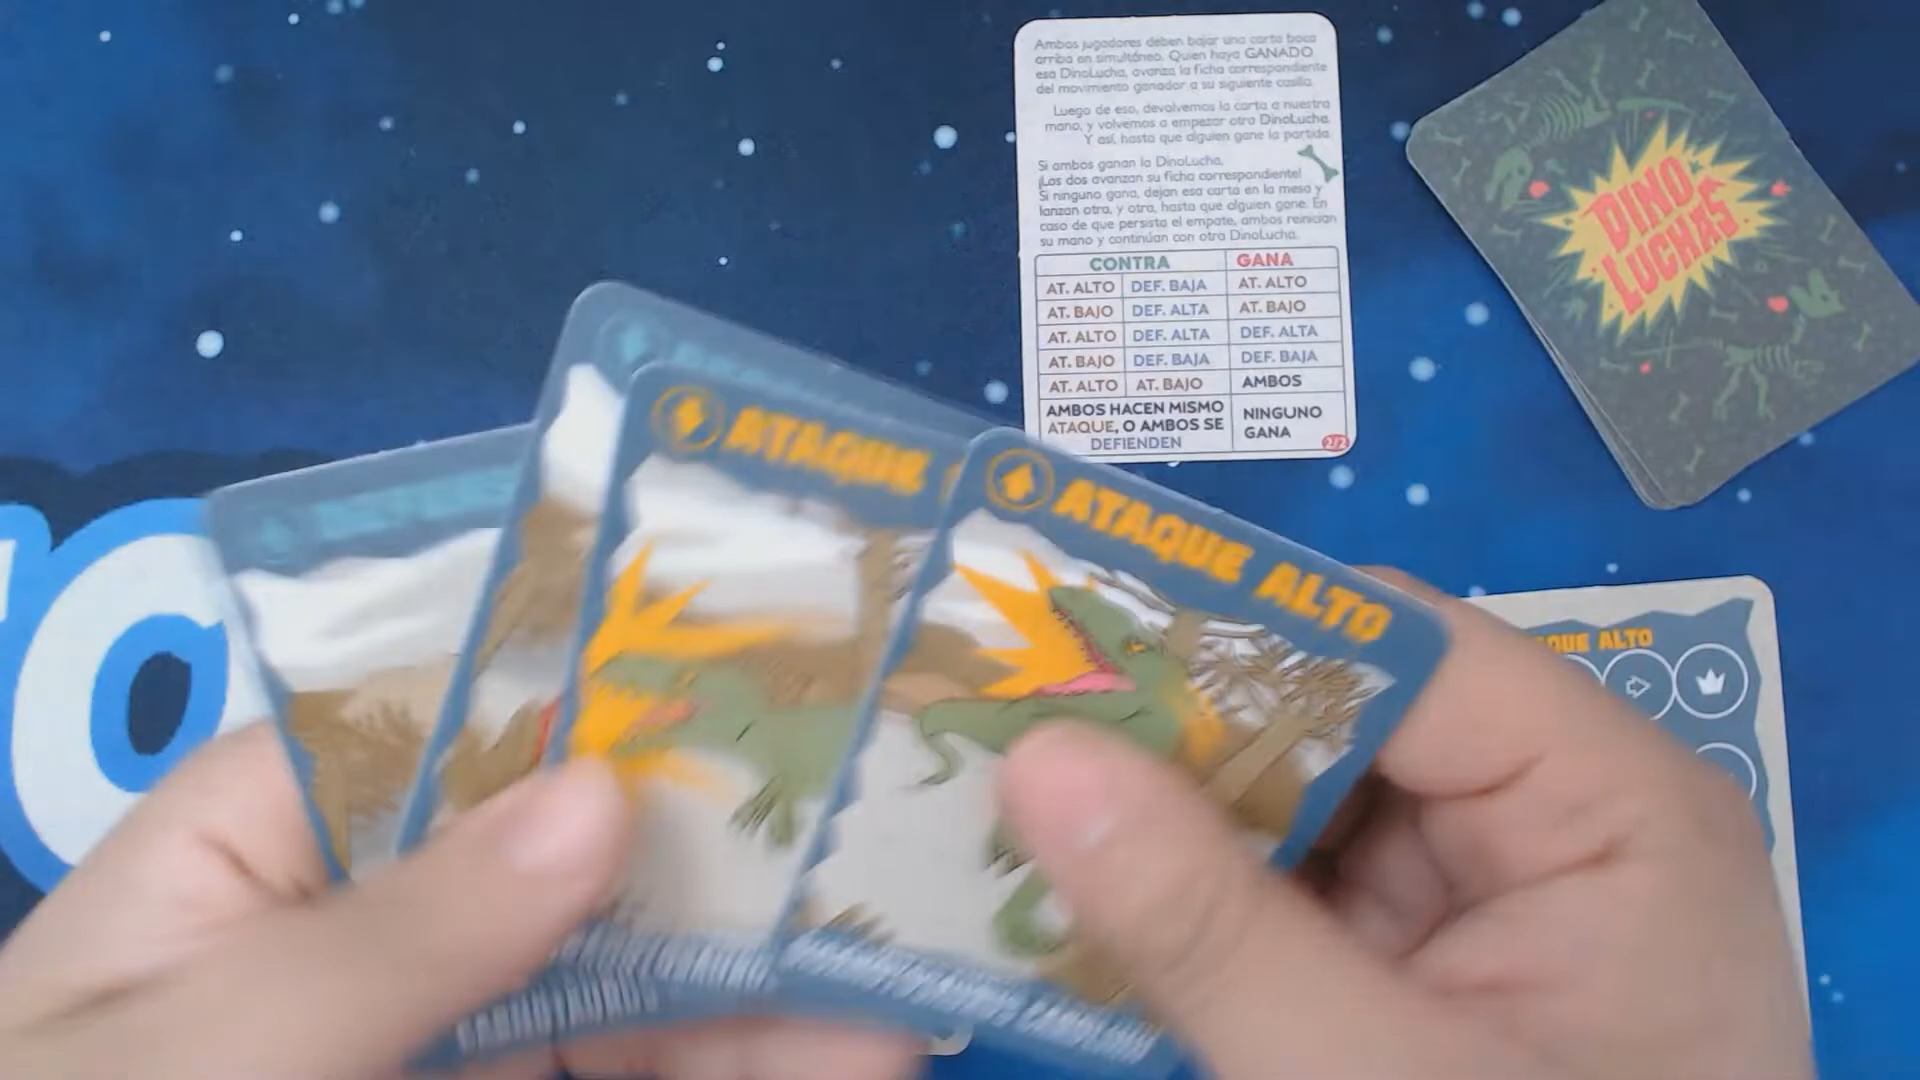 Ambos jugadores deben bajar una carta boca
arriba en simultáneo. Quien haya GANADO
esa DinoLucha, avanza la ficha correspondiente
del movimiento ganador a su siguiente casilla.
Luego de eso, devolvemos la carta a nuestra
mano, y volvemos a empezar otra DinoLucha.
Y así, hasta que alguien gane la partida.
Si ambos ganan la DinoLucha,
¡Los dos avanzan su ficha correspondiente!
Si ninguno gana, dejan esa carta en la mesa y
lanzan otra, y otra, hasta que alguien gane. En
caso de que persista el empate, ambos reinician
su mano y continúan con otra DinoLucha.
CONTRA GANA
AT. ALTO DEF. BAJA AT. ALTO
AT. BAJO DEF. ALTA AT. BAJO
AT. ALTO DEF. ALTA DEF. ALTA
AT. BAJO DEF. BAJA DEF. BAJA
AT. ALTO AT. BAJO AMBOS
AMBOS HACEN MISMO
ATAQUE, O AMBOS SE
DEFIENDEN
NINGUNO
GANA
2/2
DINO
LUCHAS
ATAQUE
ATAQUE ALTO
QUE ALTO
CARNOTAURUS